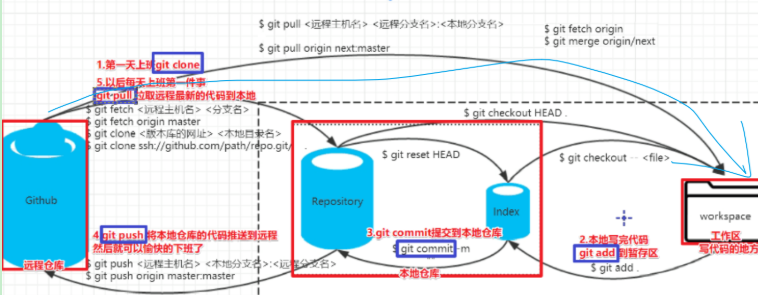 $ git pull <远程主机名> <远程分支名>:<本地分支名>
$ git fetch origin
$ git merge origin/next
$ git pull origin next:master
1.第一天上班git clone
5.以后每天上班第一件事
git pull 拉取远程最新的代码到本地
$ git fetch <远程主机名> <分支名>
$ git fetch origin master
$ git clone <版本库的网址> <本地目录名>
$ git clone ssh://github.com/path/repo.git/
$ git checkout HEAD .
$ git reset HEAD
$ git checkout -- <file>
Github
Repository
Index
workspace
工作区
写代码的地方
4.git push 将本地仓库的代码推送到远程
然后就可以愉快的下班了
3.git commit提交到本地仓库
$ git commit -m
2.本地写完代码
git add 到暂存区
$ git add .
远程仓库
$ git push <远程主机名> <本地分支名>:<远程分支名>
$ git push origin master:master
本地仓库